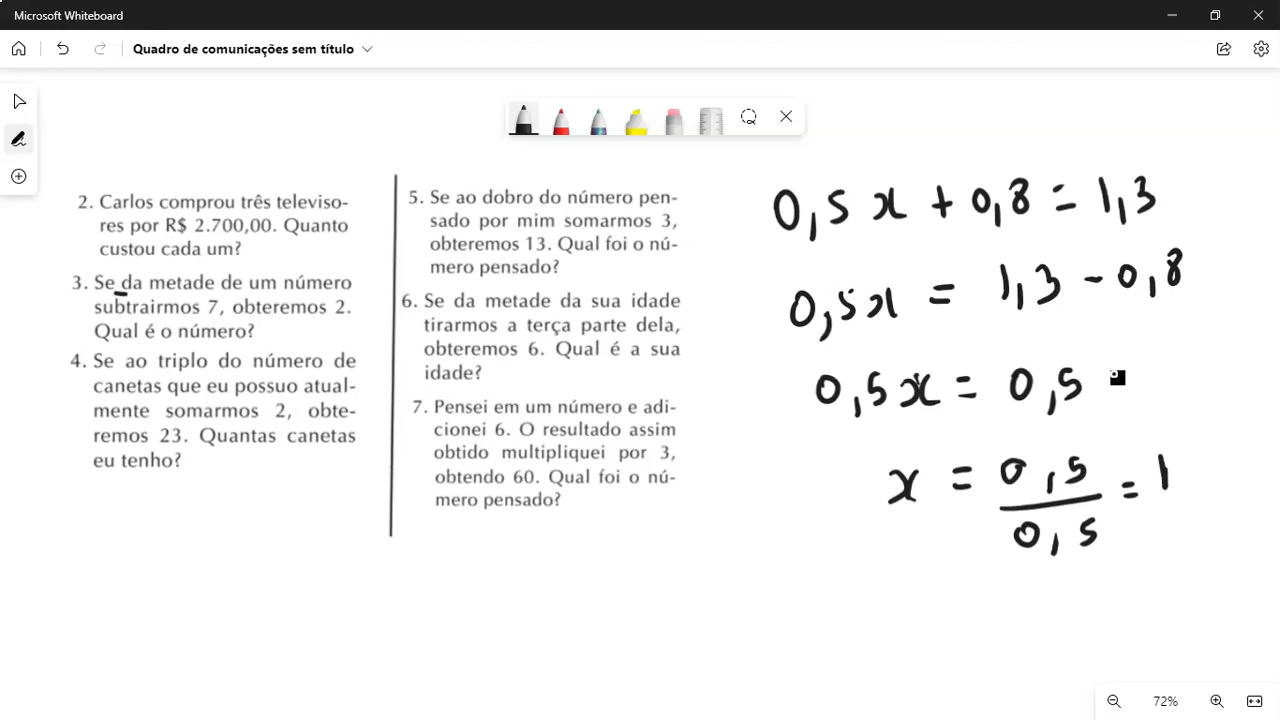 Microsoft Whiteboard
Quadro de comunicações sem título
2. Carlos comprou três televiso-
res por R$ 2.700,00. Quanto
custou cada um?
3. Se da metade de um número
subtrairmos 7, obteremos 2.
Qual é o número?
4. Se ao triplo do número de
canetas que eu possuo atual-
mente somarmos 2, obte-
remos 23. Quantas canetas
eu tenho?
5. Se ao dobro do número pen-
sado por mim somarmos 3,
obteremos 13. Qual foi o nú-
mero pensado?
6. Se da metade da sua idade
tirarmos a terça parte dela,
obteremos 6. Qual é a sua
idade?
7. Pensei em um número e adi-
cionei 6. O resultado assim
obtido multipliquei por 3,
obtendo 60. Qual foi o nú-
mero pensado?
0,5x + 0,8 = 1,3
0,5x = 1,3 - 0,8
0,5x = 0,5
x = 0,5/0,5 = 1
72%